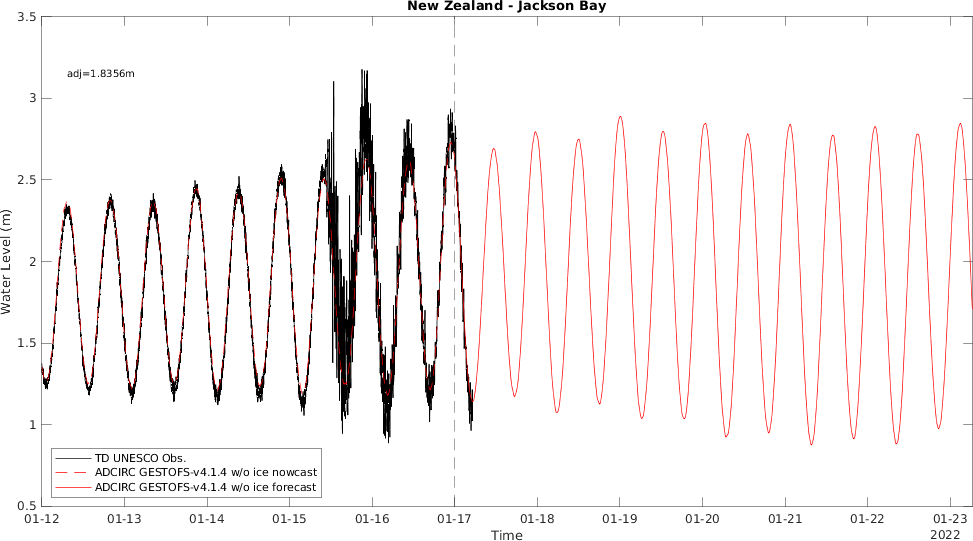 New Zealand - Jackson Bay
adj=1.8356m
3.5
3
2.5
2
1.5
1
0.5
Water Level (m)
TD UNESCO Obs.
ADCIRC GESTOFS-v4.1.4 w/o ice nowcast
ADCIRC GESTOFS-v4.1.4 w/o ice forecast
01-12 01-13 01-14 01-15 01-16 01-17 01-18 01-19 01-20 01-21 01-22 01-23
Time
2022